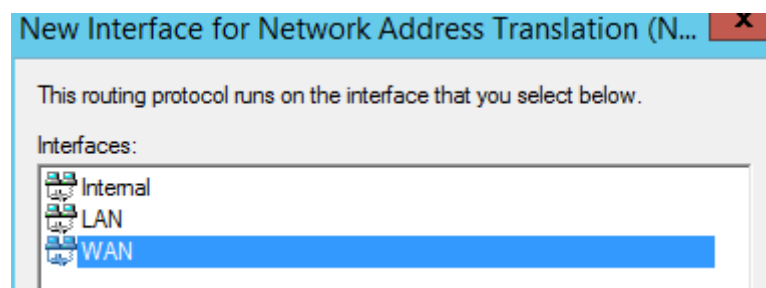 New Interface for Network Address Translation (N...
x
This routing protocol runs on the interface that you select below.
Interfaces:
Internal
LAN
WAN